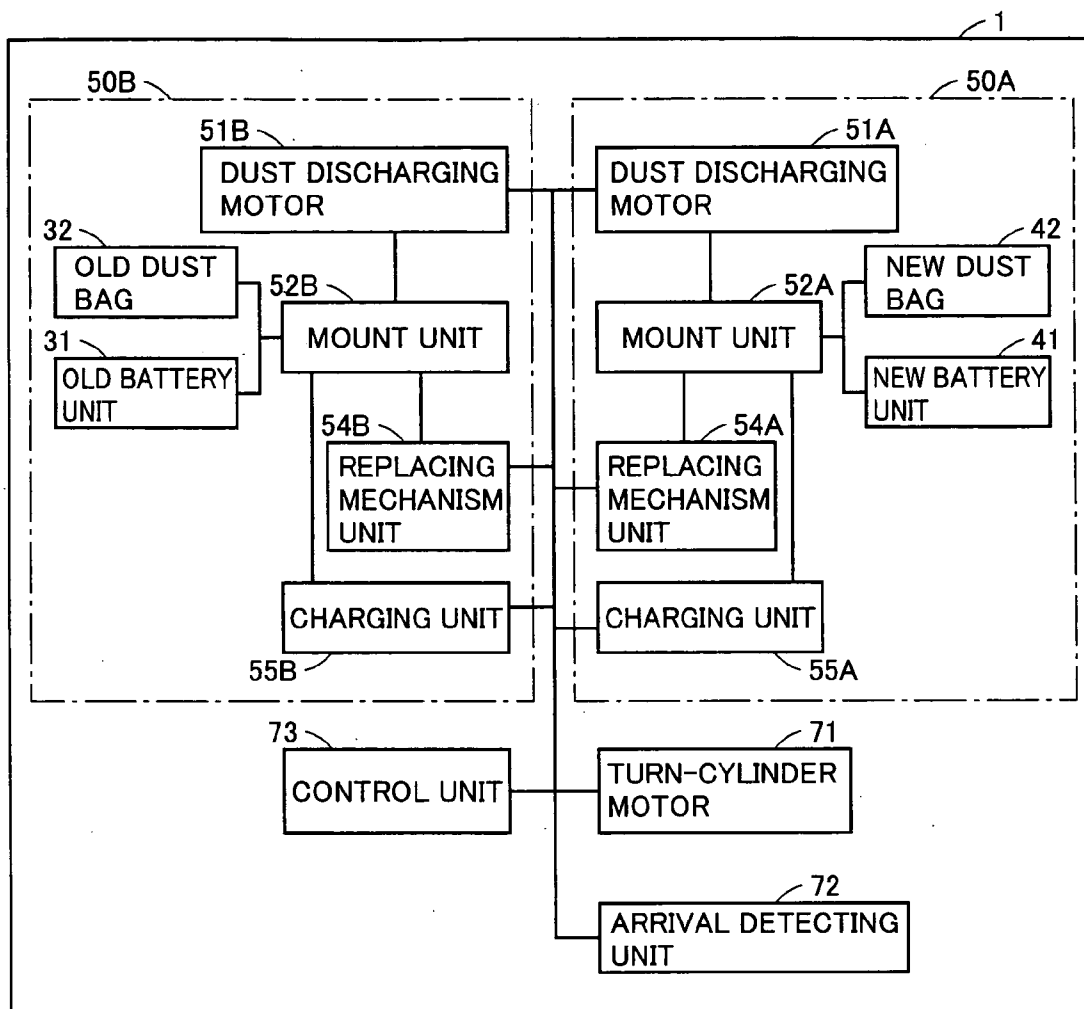 1
50B
50A
51B
51A
DUST DISCHARGING
MOTOR
DUST DISCHARGING
MOTOR
32
42
OLD DUST
BAG
52B
52A
NEW DUST
BAG
31
MOUNT UNIT
MOUNT UNIT
41
OLD BATTERY
UNIT
NEW BATTERY
UNIT
54B
54A
REPLACING
MECHANISM
UNIT
REPLACING
MECHANISM
UNIT
CHARGING UNIT
CHARGING UNIT
55B
55A
73
71
CONTROL UNIT
TURN-CYLINDER
MOTOR
72
ARRIVAL DETECTING
UNIT